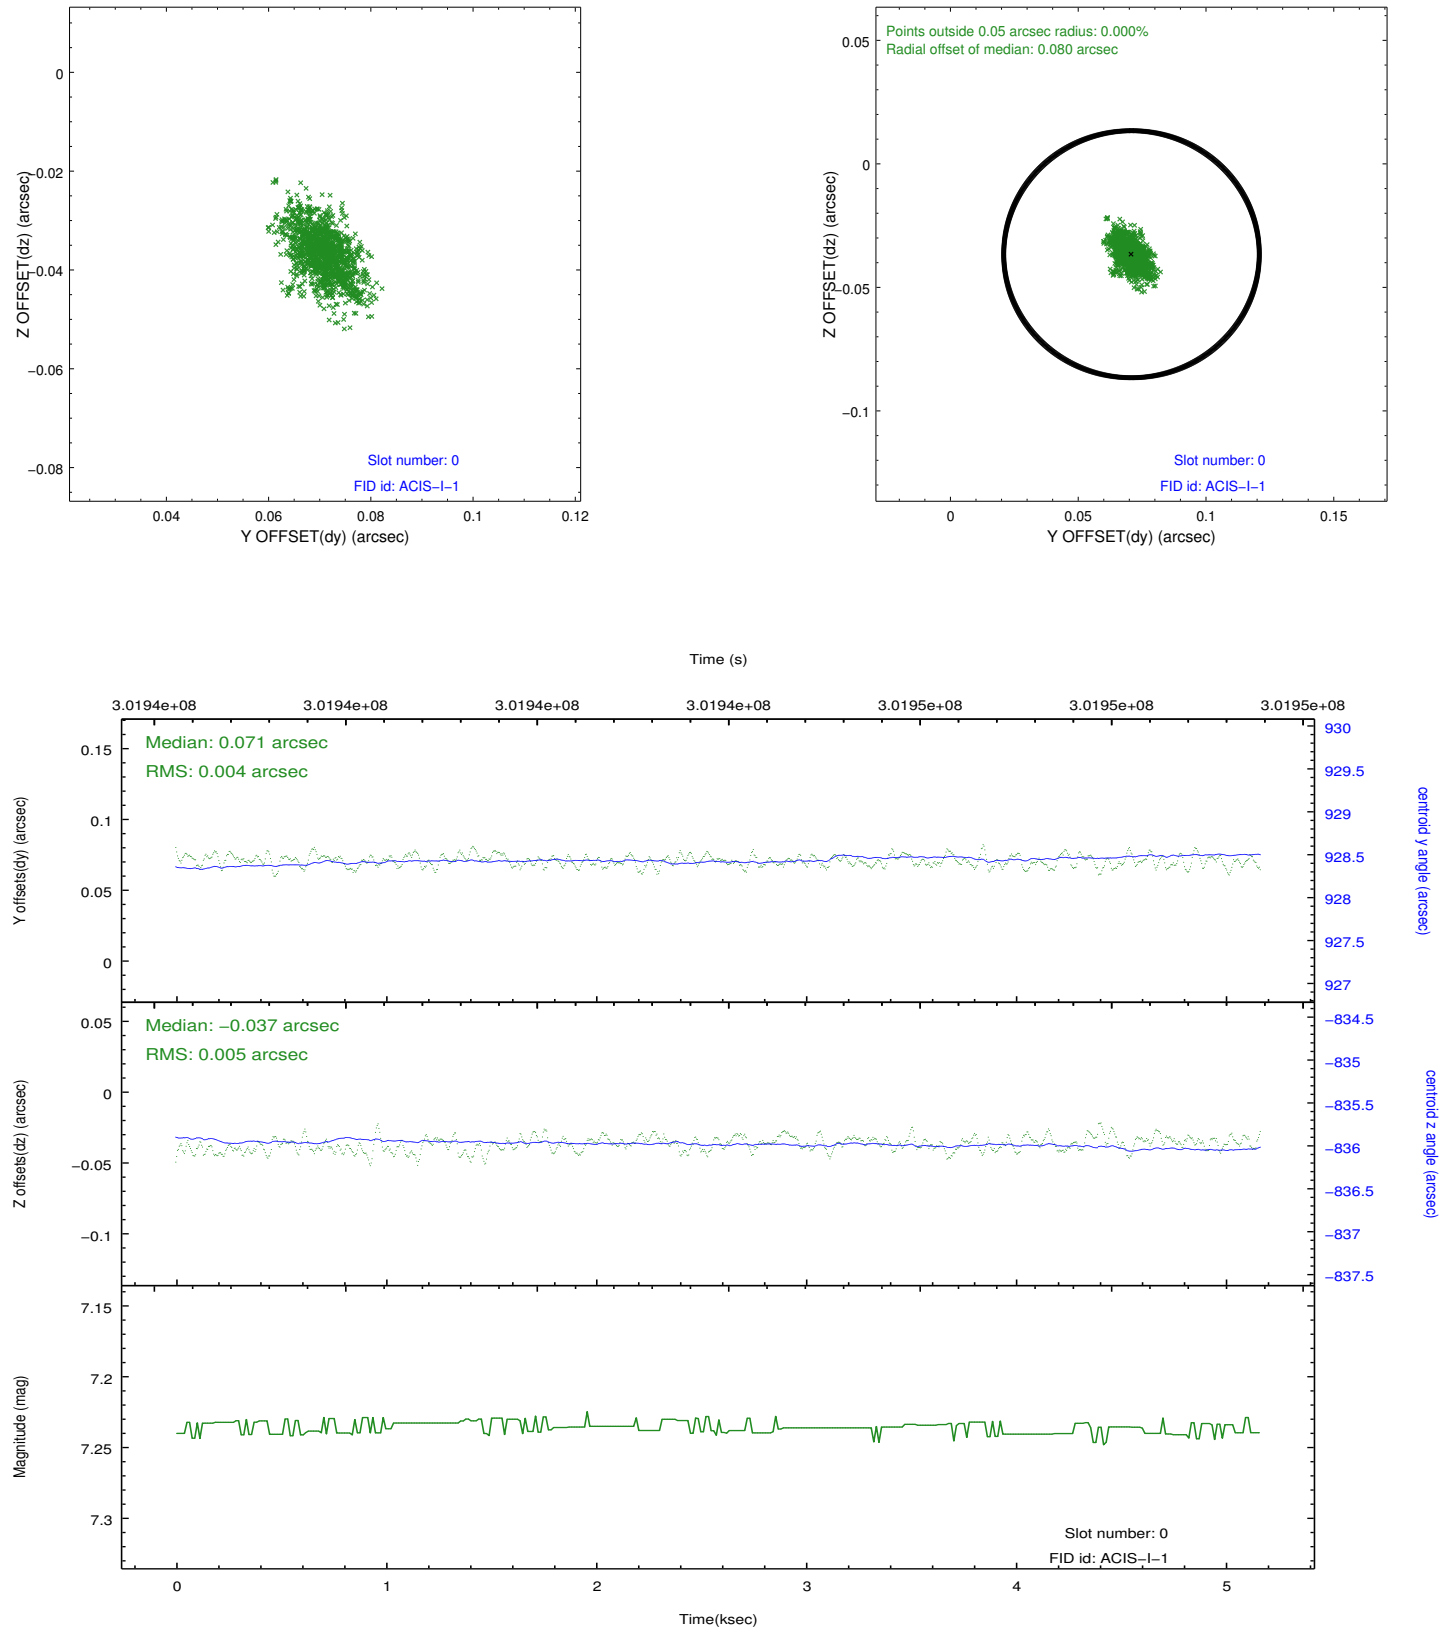 0
−0.02
−0.04
−0.06
−0.08
Z OFFSET(dz) (arcsec)
Slot number: 0
FID id: ACIS−I−1
0.04 0.06 0.08 0.1 0.12
Y OFFSET(dy) (arcsec)
Points outside 0.05 arcsec radius: 0.000%
Radial offset of median: 0.080 arcsec
0.05
0
−0.05
−0.1
Z OFFSET(dz) (arcsec)
Slot number: 0
FID id: ACIS−I−1
0 0.05 0.1 0.15
Y OFFSET(dy) (arcsec)
Time (s)
3.0194e+08 3.0194e+08 3.0194e+08 3.0194e+08 3.0195e+08 3.0195e+08 3.0195e+08
Median: 0.071 arcsec
RMS: 0.004 arcsec
0.15
0.1
0.05
0
Y offsets(dy) (arcsec)
930
929.5
929
928.5
928
927.5
927
centroid y angle (arcsec)
Median: −0.037 arcsec
RMS: 0.005 arcsec
0.05
0
−0.05
−0.1
Z offsets(dz) (arcsec)
−834.5
−835
−835.5
−836
−836.5
−837
−837.5
centroid z angle (arcsec)
7.15
7.2
7.25
7.3
Magnitude (mag)
Slot number: 0
FID id: ACIS−I−1
0 1 2 3 4 5
Time(ksec)